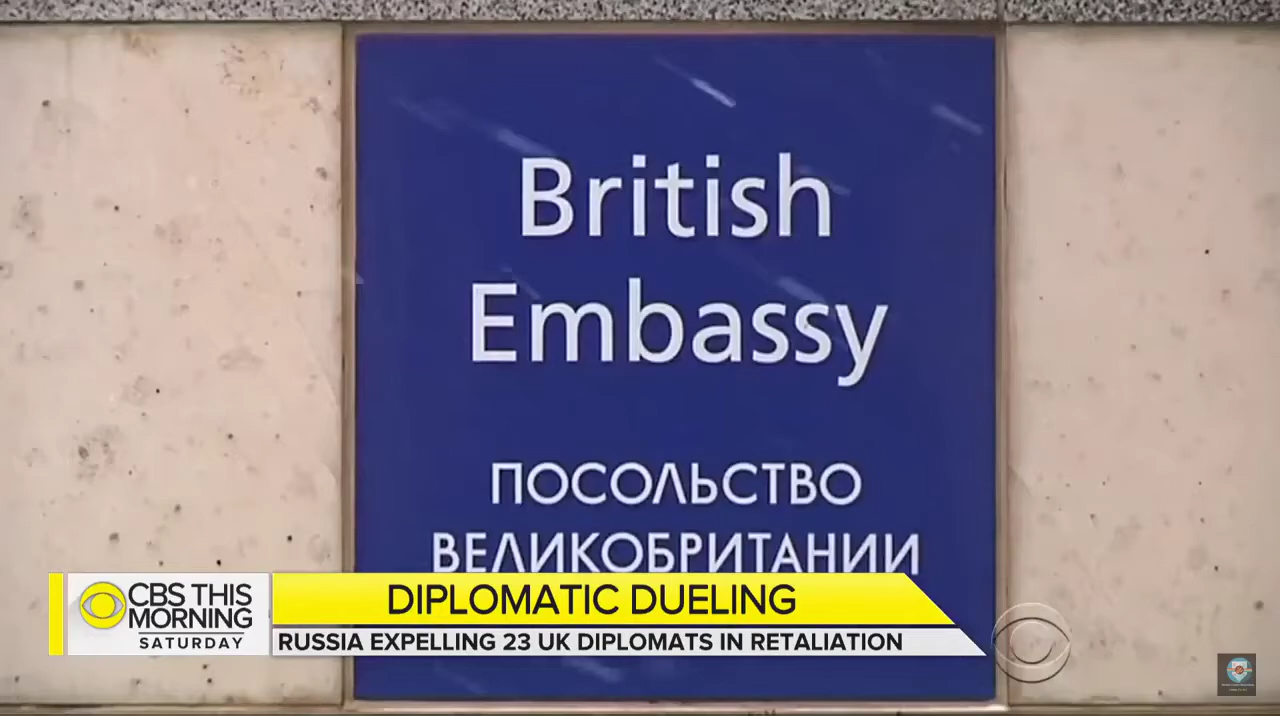 British
Embassy
ПОСОЛЬСТВО
ВЕЛИКОБРИТАНИИ
CBS THIS
MORNING
SATURDAY
DIPLOMATIC DUELING
RUSSIA EXPELLING 23 UK DIPLOMATS IN RETALIATION